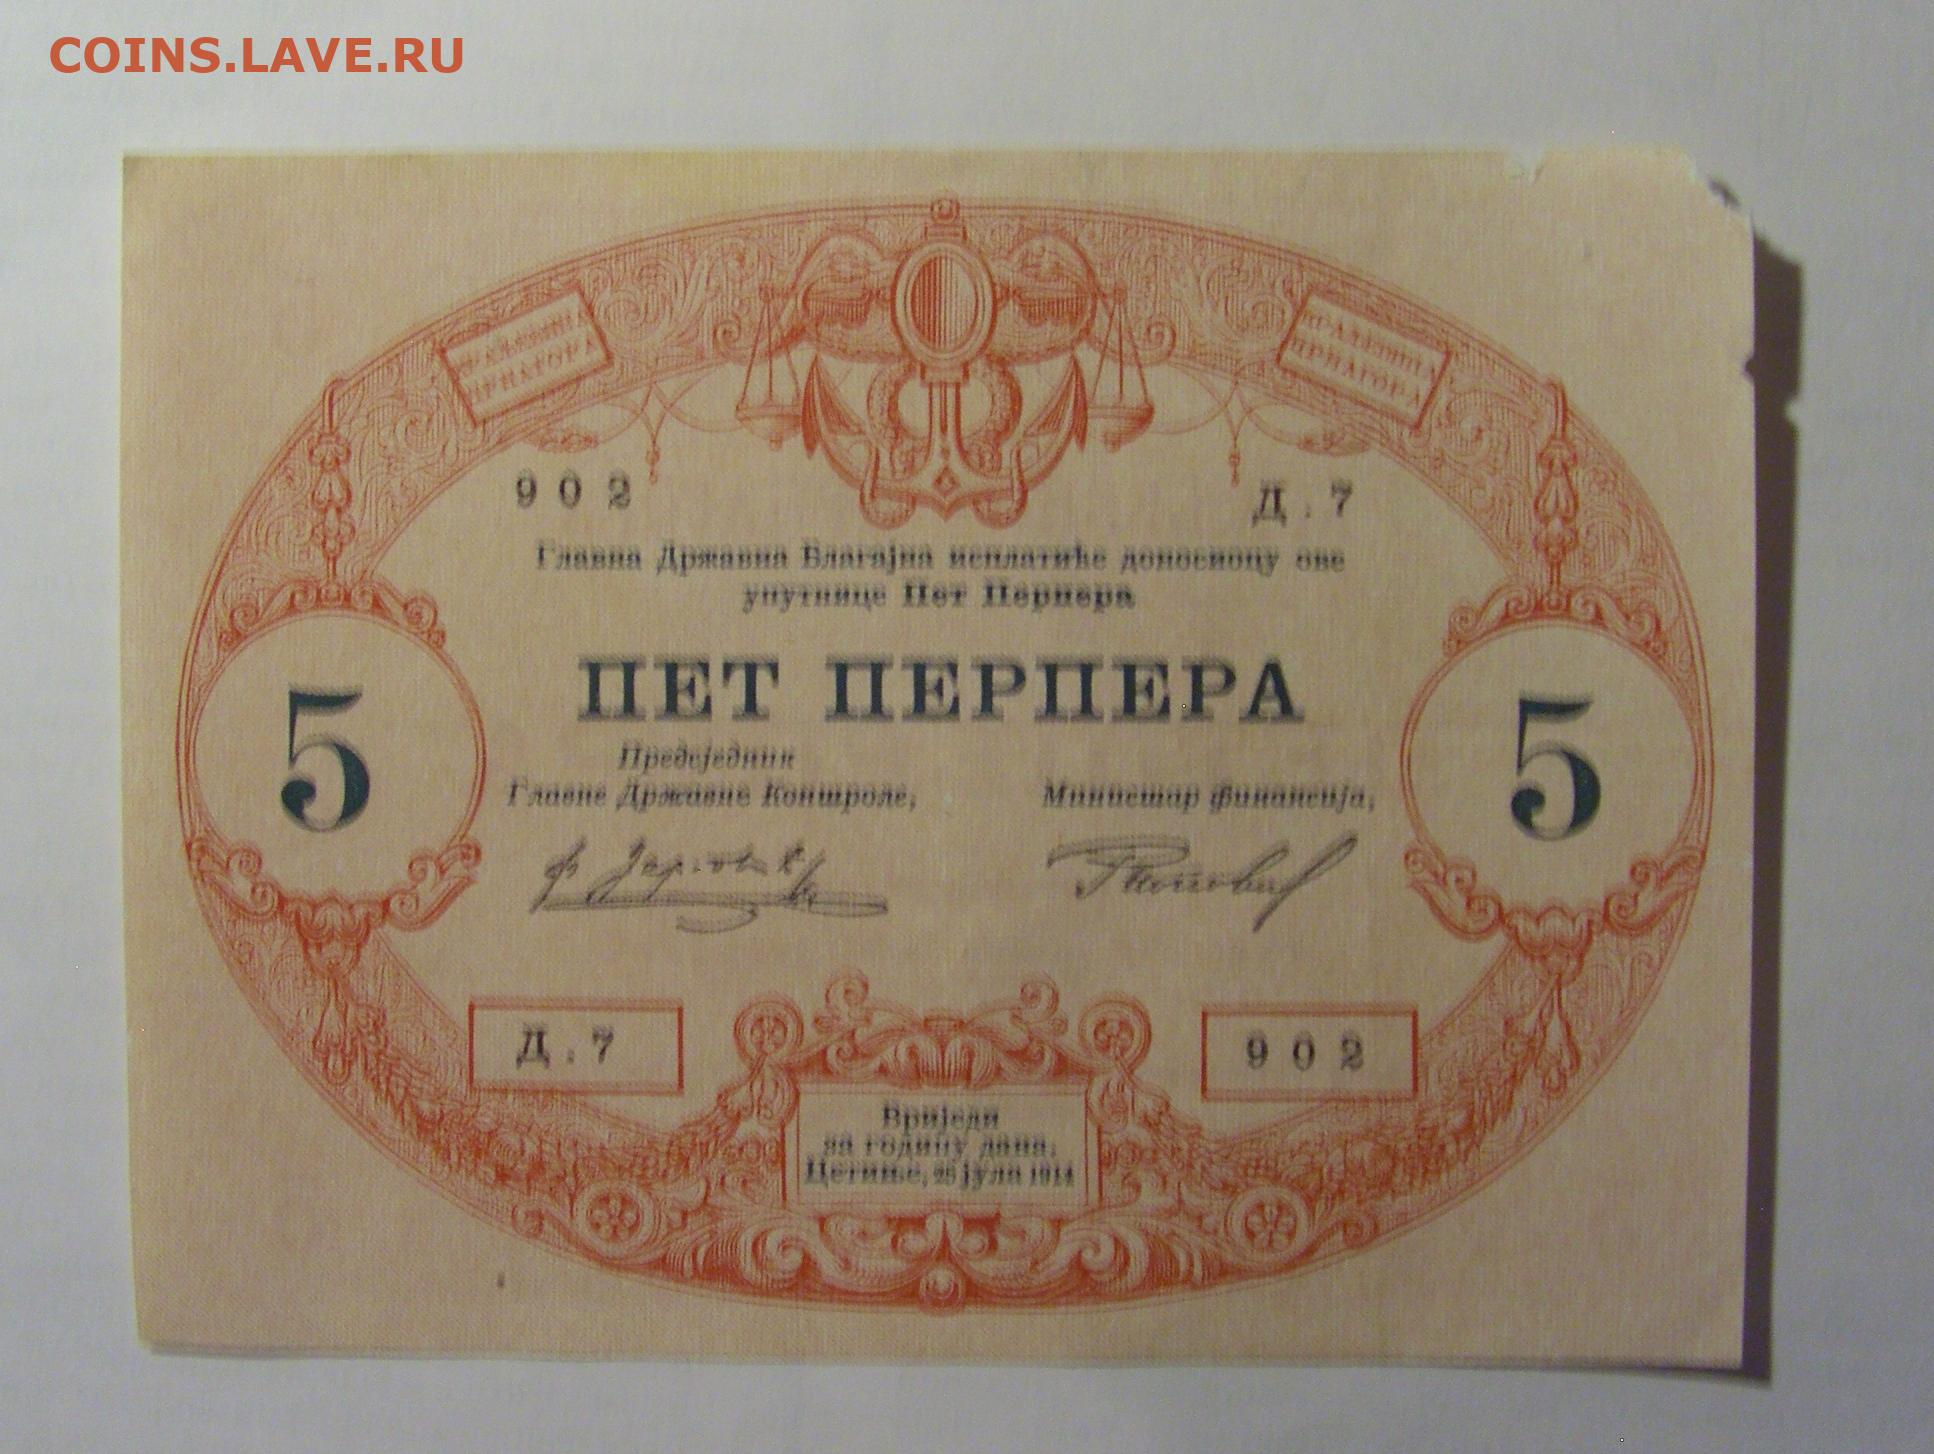 COINS.LAVE.RU
КРАЉЕВИНА
ЦРНАГОРА
КРАЉЕВИНА
ЦРНАГОРА
902 Д.7
Главна Државна Благајна исплатиће доносиоцу ове
упутнице Пет Перпера
ПЕТ ПЕРПЕРА
5 5
Предсједник
Главне Државне Контроле, Министар финансија,
Д.7 902
Вриједи
за годину дана.
Цетиње, 25 јула 1914